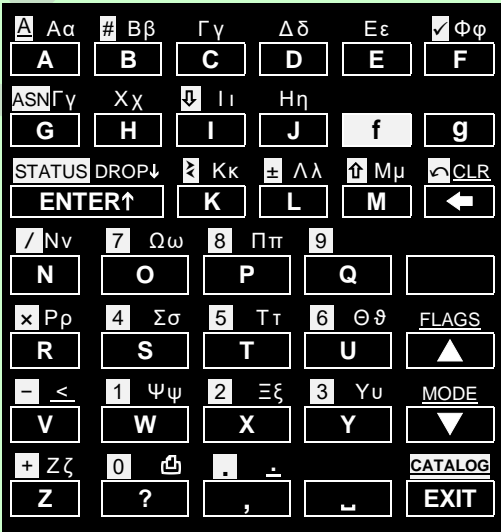 A Αα # Ββ Γγ Δδ Εε ✓ Φφ
A B C D E F
ASN Γγ Χχ ⇩ Ιι Ηη
G H I J f g
STATUS DROP↓ Κκ ± Λλ ⇧ Μμ ↶ CLR
ENTER↑ K L M ←
/ Νν 7 Ωω 8 Ππ 9
N O P Q
× Ρρ 4 Σσ 5 Ττ 6 Θϑ FLAGS
R S T U ▲
− < 1 Ψψ 2 Ξξ 3 Υυ MODE
V W X Y ▼
+ Ζζ 0 . . CATALOG
Z ? , ␣ EXIT